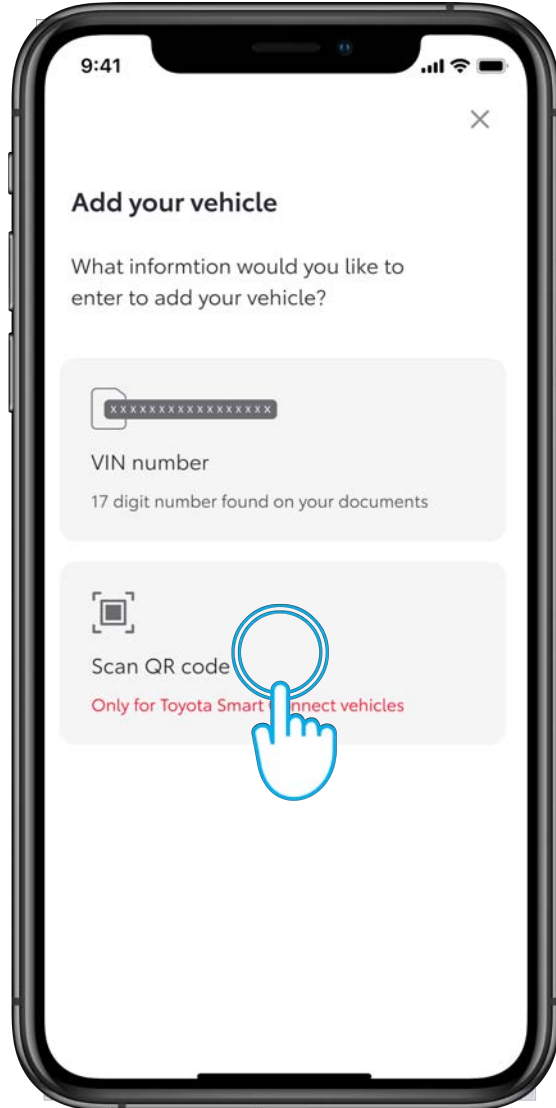 9:41
Add your vehicle
What informtion would you like to
enter to add your vehicle?
x x x x x x x x x x x x x x x x x
VIN number
17 digit number found on your documents
Scan QR code
Only for Toyota Smart nnect vehicles